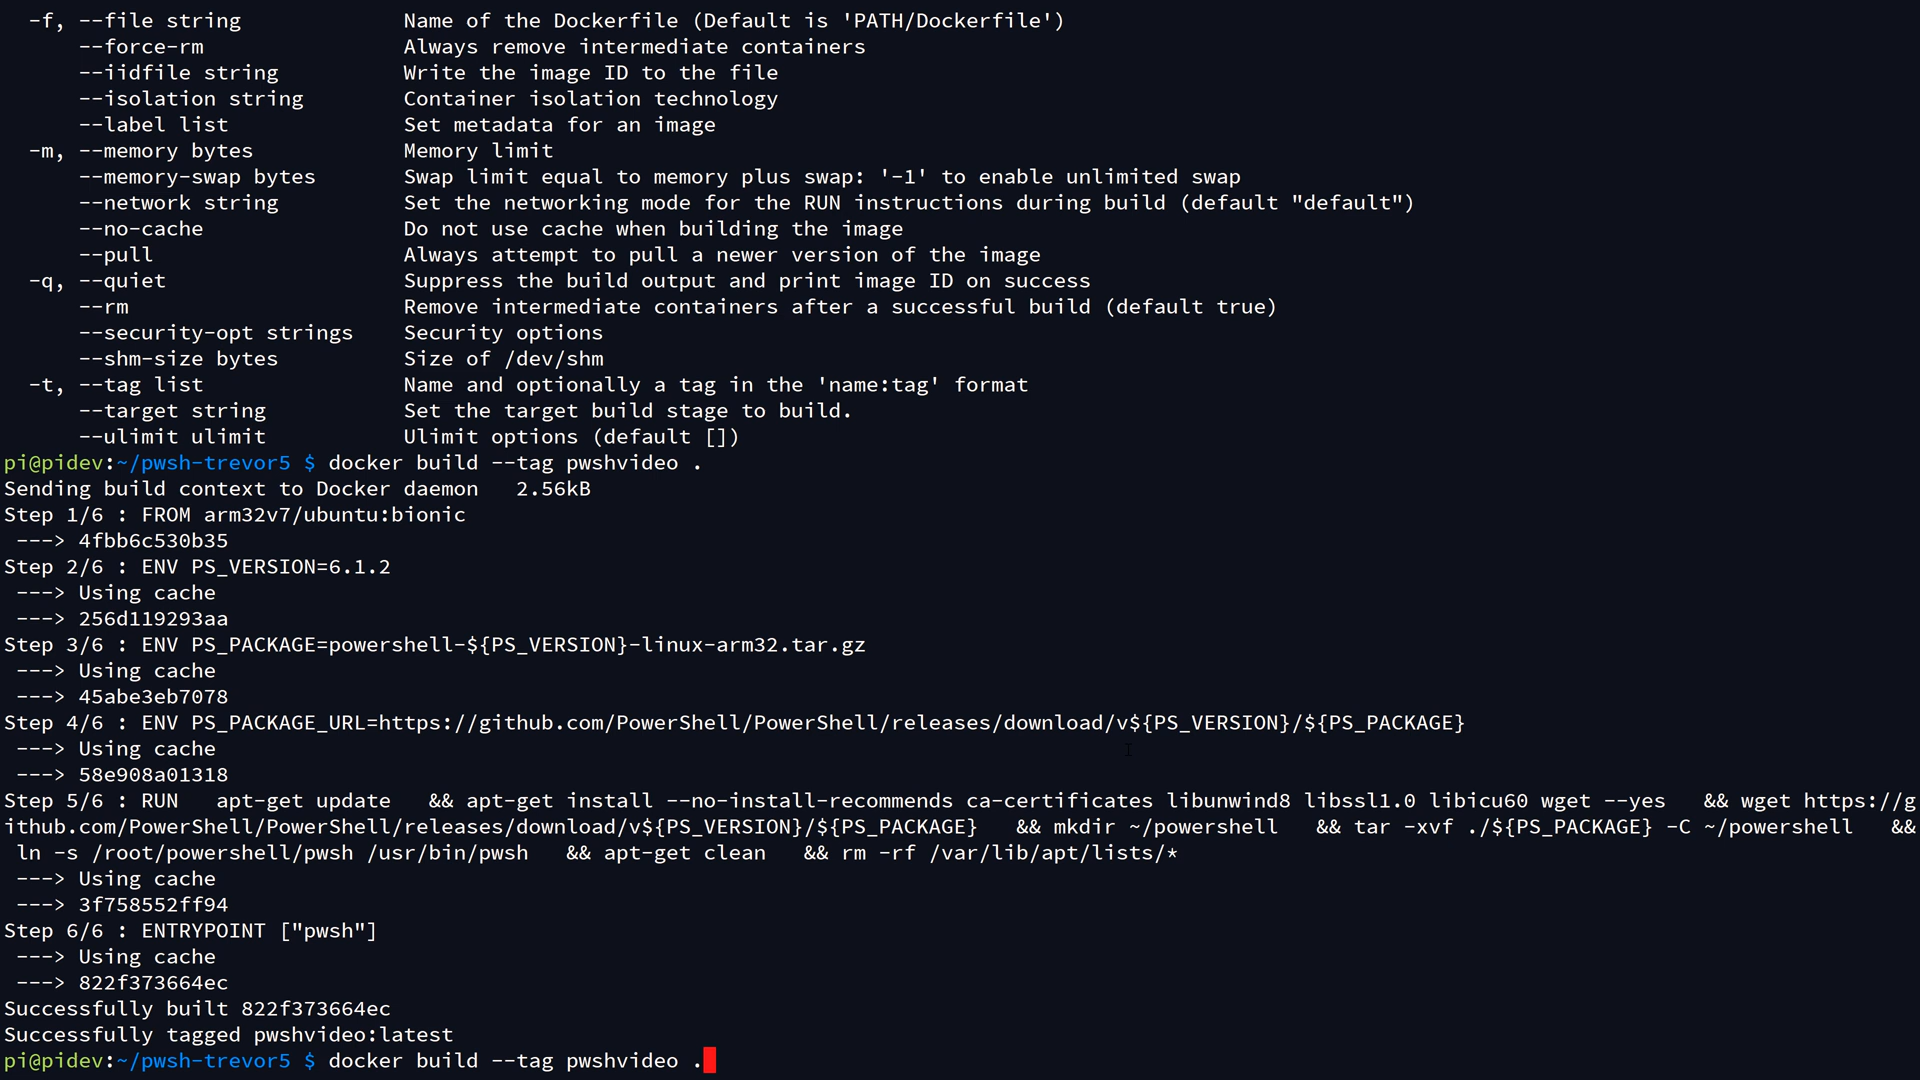 -f, --file string             Name of the Dockerfile (Default is 'PATH/Dockerfile')
    --force-rm                Always remove intermediate containers
    --iidfile string          Write the image ID to the file
    --isolation string        Container isolation technology
    --label list              Set metadata for an image
-m, --memory bytes            Memory limit
    --memory-swap bytes       Swap limit equal to memory plus swap: '-1' to enable unlimited swap
    --network string          Set the networking mode for the RUN instructions during build (default "default")
    --no-cache                Do not use cache when building the image
    --pull                    Always attempt to pull a newer version of the image
-q, --quiet                   Suppress the build output and print image ID on success
    --rm                      Remove intermediate containers after a successful build (default true)
    --security-opt strings    Security options
    --shm-size bytes          Size of /dev/shm
-t, --tag list                Name and optionally a tag in the 'name:tag' format
    --target string           Set the target build stage to build.
    --ulimit ulimit           Ulimit options (default [])
pi@pidev:~/pwsh-trevor5 $ docker build --tag pwshvideo .
Sending build context to Docker daemon   2.56kB
Step 1/6 : FROM arm32v7/ubuntu:bionic
 ---> 4fbb6c530b35
Step 2/6 : ENV PS_VERSION=6.1.2
 ---> Using cache
 ---> 256d119293aa
Step 3/6 : ENV PS_PACKAGE=powershell-${PS_VERSION}-linux-arm32.tar.gz
 ---> Using cache
 ---> 45abe3eb7078
Step 4/6 : ENV PS_PACKAGE_URL=https://github.com/PowerShell/PowerShell/releases/download/v${PS_VERSION}/${PS_PACKAGE}
 ---> Using cache
 ---> 58e908a01318
Step 5/6 : RUN   apt-get update   && apt-get install --no-install-recommends ca-certificates libunwind8 libssl1.0 libicu60 wget --yes   && wget https://g
ithub.com/PowerShell/PowerShell/releases/download/v${PS_VERSION}/${PS_PACKAGE}   && mkdir ~/powershell   && tar -xvf ./${PS_PACKAGE} -C ~/powershell   &&
 ln -s /root/powershell/pwsh /usr/bin/pwsh   && apt-get clean   && rm -rf /var/lib/apt/lists/*
 ---> Using cache
 ---> 3f758552ff94
Step 6/6 : ENTRYPOINT ["pwsh"]
 ---> Using cache
 ---> 822f373664ec
Successfully built 822f373664ec
Successfully tagged pwshvideo:latest
pi@pidev:~/pwsh-trevor5 $ docker build --tag pwshvideo .